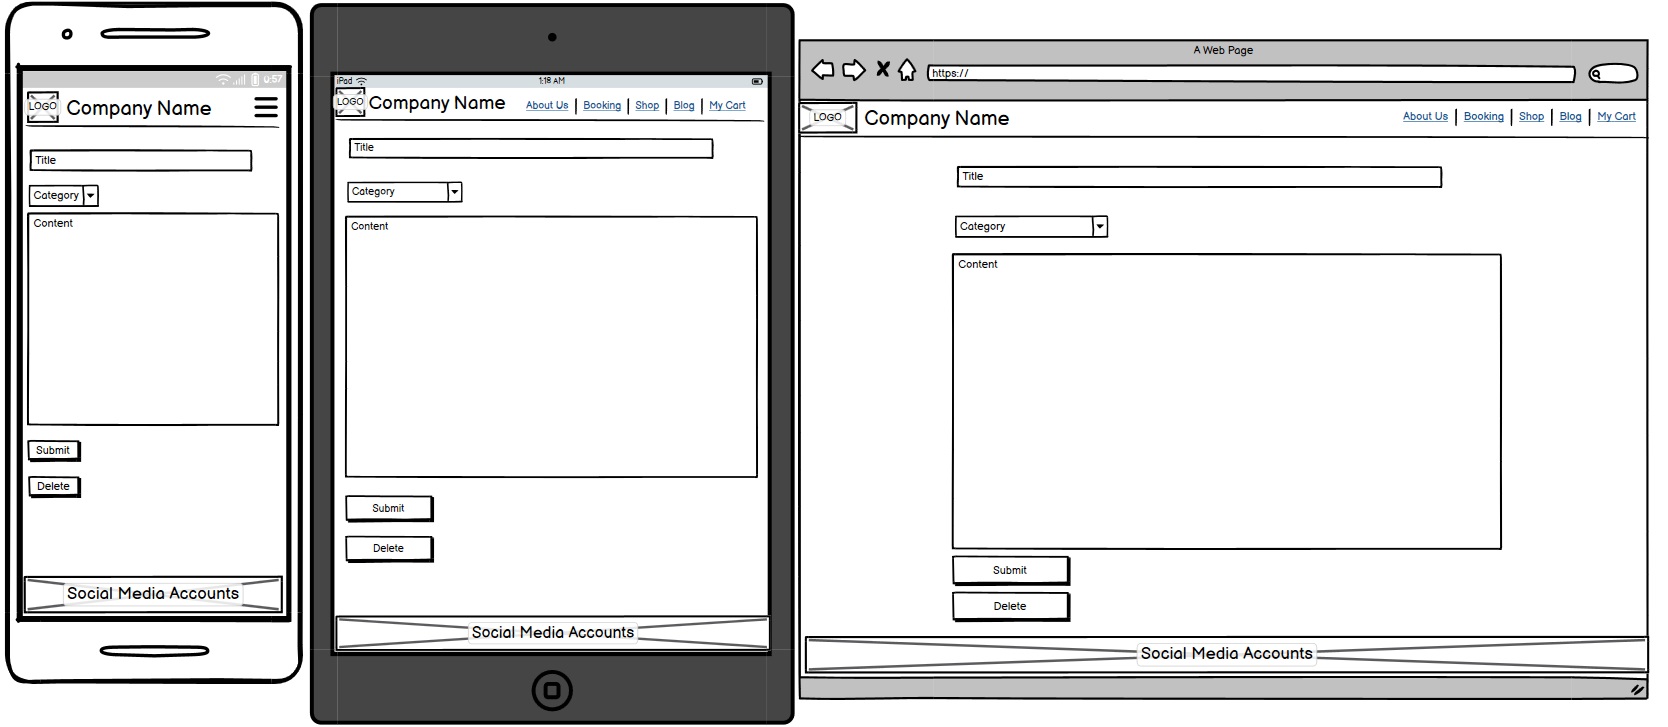 0:57
LOGO
Company Name
Title
Category
Content
Submit
Delete
Social Media Accounts
iPad
1:18 AM
LOGO
Company Name
About Us
Booking
Shop
Blog
My Cart
Title
Category
Content
Submit
Delete
Social Media Accounts
A Web Page
https://
LOGO
Company Name
About Us
Booking
Shop
Blog
My Cart
Title
Category
Content
Submit
Delete
Social Media Accounts